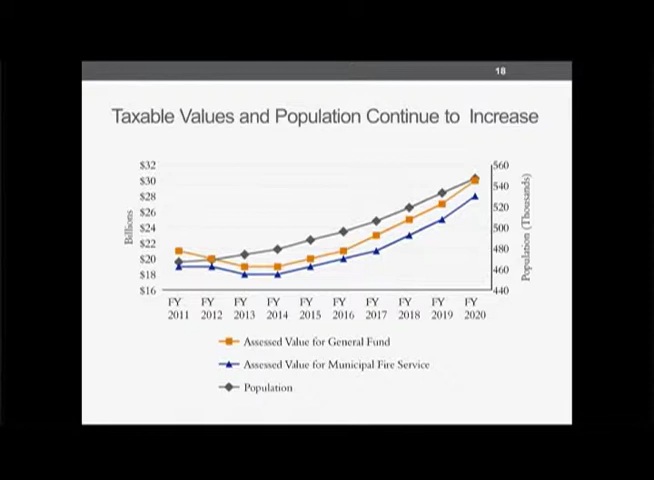 18
Taxable Values and Population Continue to Increase
$32
$30
$28
$26
$24
$22
$20
$18
$16
Billions
560
540
520
500
480
460
440
Population (Thousands)
FY 2011
FY 2012
FY 2013
FY 2014
FY 2015
FY 2016
FY 2017
FY 2018
FY 2019
FY 2020
Assessed Value for General Fund
Assessed Value for Municipal Fire Service
Population